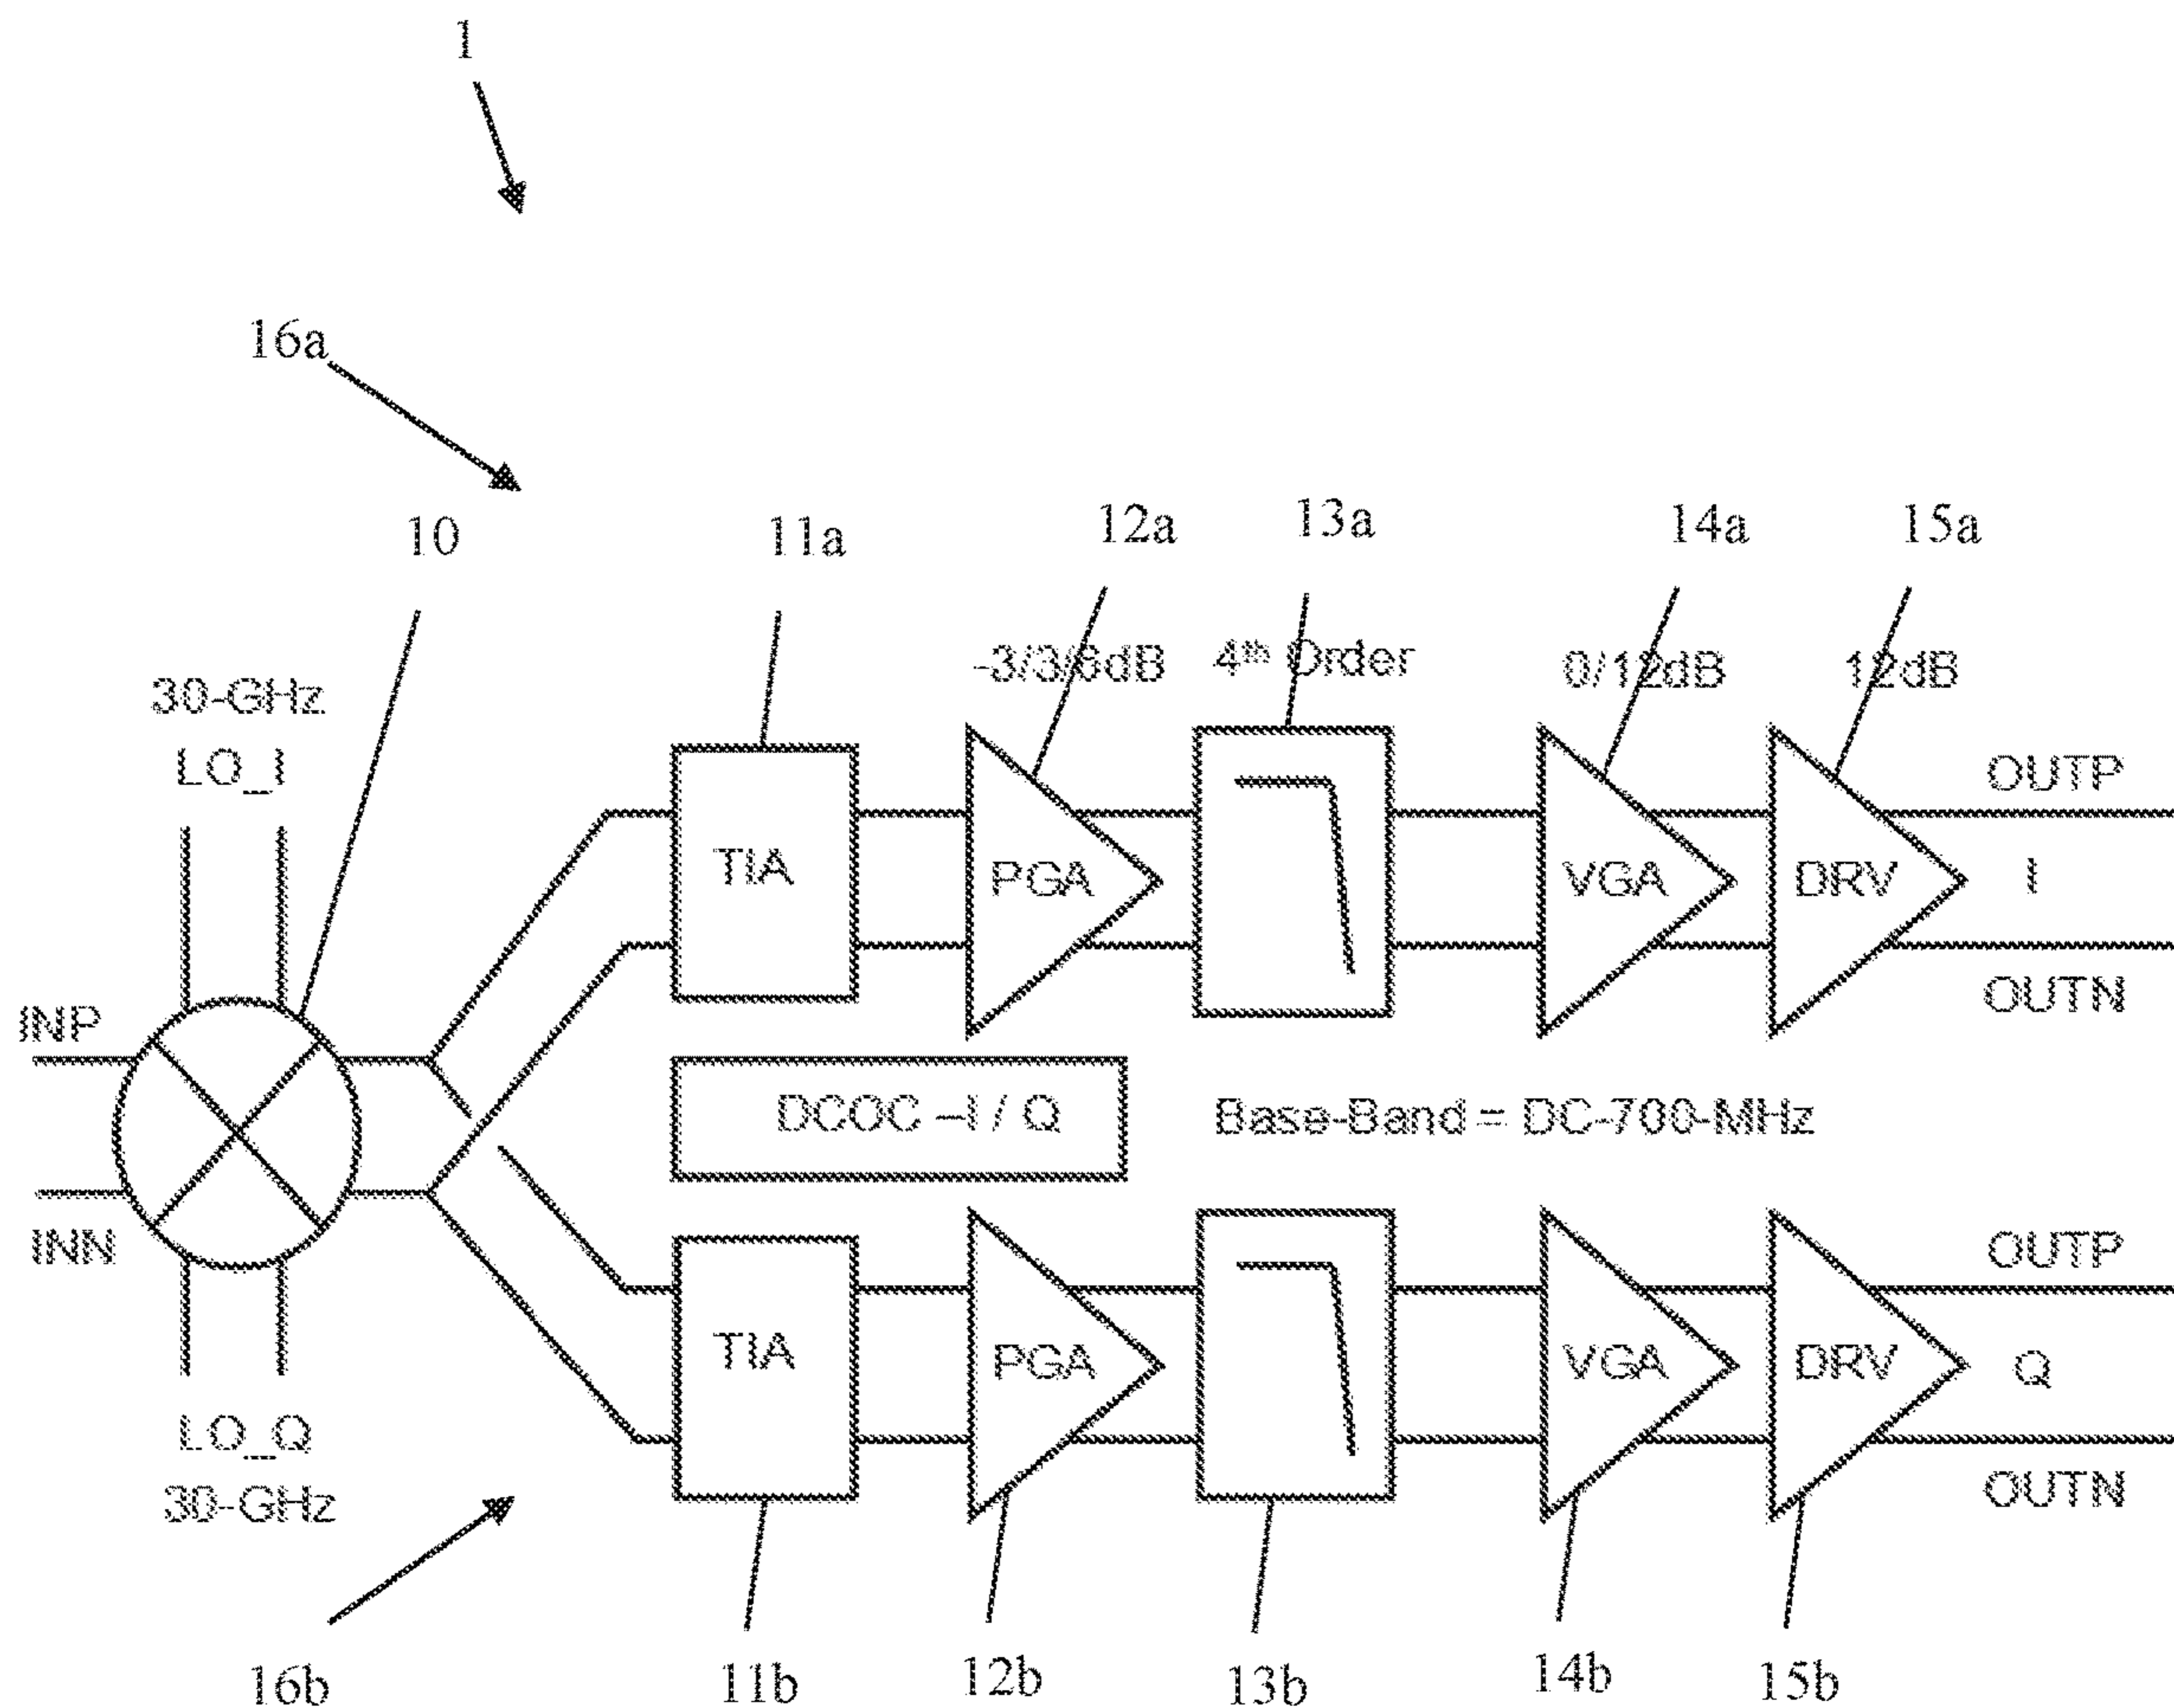 1
16a
10
11a
12a
13a
14a
15a
30-GHz
LO_I
-3/3/6dB
4th Order
0/12dB
12dB
TIA
PGA
VGA
DRV
OUTP
I
OUTN
INP
INN
DCOC –I / Q
Base-Band = DC-700-MHz
TIA
PGA
VGA
DRV
OUTP
Q
OUTN
LO_Q
30-GHz
16b
11b
12b
13b
14b
15b